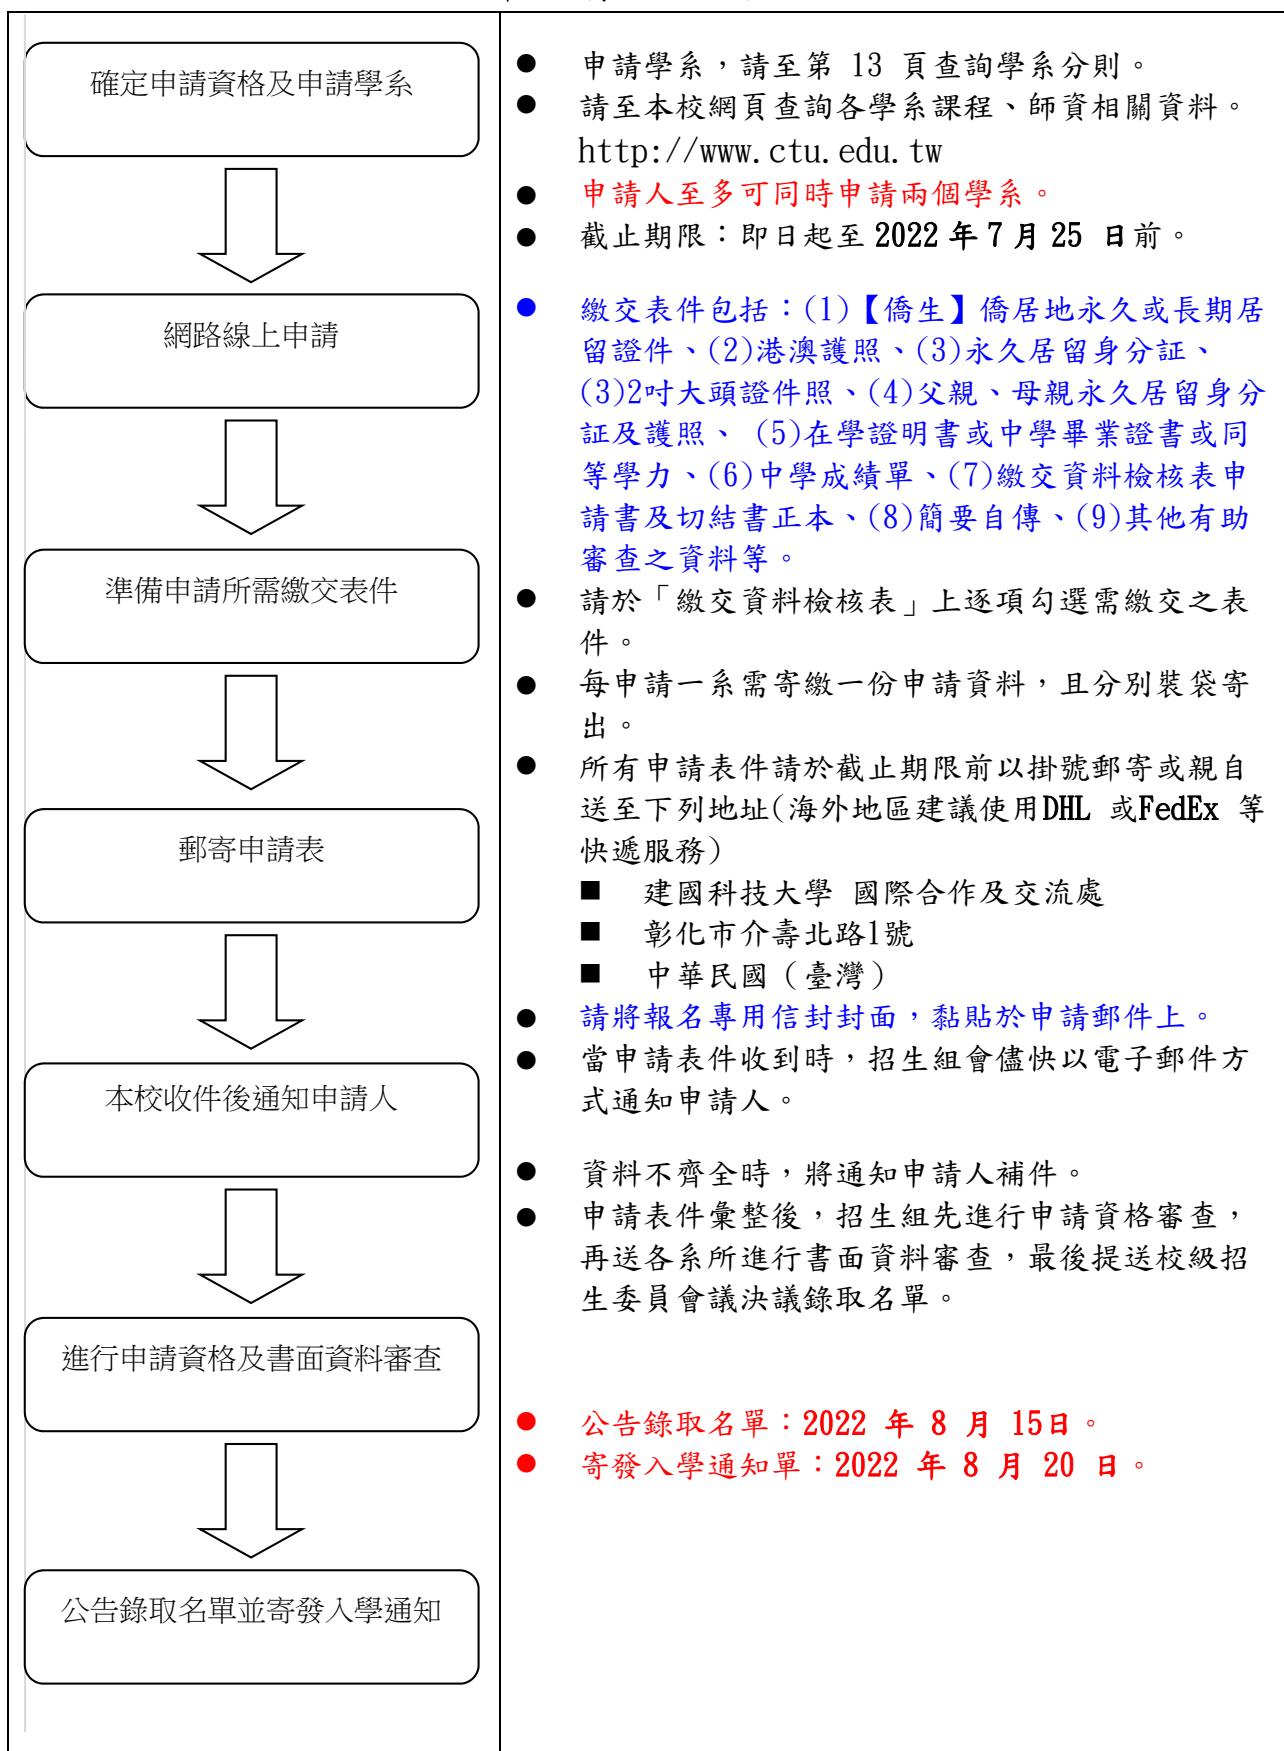 確定申請資格及申請學系
網路線上申請
準備申請所需繳交表件
郵寄申請表
本校收件後通知申請人
進行申請資格及書面資料審查
公告錄取名單並寄發入學通知
● 申請學系，請至第 13 頁查詢學系分則。
● 請至本校網頁查詢各學系課程、師資相關資料。
http://www.ctu.edu.tw
● 申請人至多可同時申請兩個學系。
● 截止期限：即日起至 2022 年 7 月 25 日前。
● 繳交表件包括：(1)【僑生】僑居地永久或長期居
留證件、(2)港澳護照、(3)永久居留身分証、
(3)2吋大頭證件照、(4)父親、母親永久居留身分
証及護照、 (5)在學證明書或中學畢業證書或同
等學力、(6)中學成績單、(7)繳交資料檢核表申
請書及切結書正本、(8)簡要自傳、(9)其他有助
審查之資料等。
● 請於「繳交資料檢核表」上逐項勾選需繳交之表
件。
● 每申請一系需寄繳一份申請資料，且分別裝袋寄
出。
● 所有申請表件請於截止期限前以掛號郵寄或親自
送至下列地址(海外地區建議使用DHL 或FedEx 等
快遞服務)
■ 建國科技大學 國際合作及交流處
■ 彰化市介壽北路1號
■ 中華民國（臺灣）
● 請將報名專用信封封面，黏貼於申請郵件上。
● 當申請表件收到時，招生組會儘快以電子郵件方
式通知申請人。
● 資料不齊全時，將通知申請人補件。
● 申請表件彙整後，招生組先進行申請資格審查，
再送各系所進行書面資料審查，最後提送校級招
生委員會議決議錄取名單。
● 公告錄取名單：2022 年 8 月 15日。
● 寄發入學通知單：2022 年 8 月 20 日。